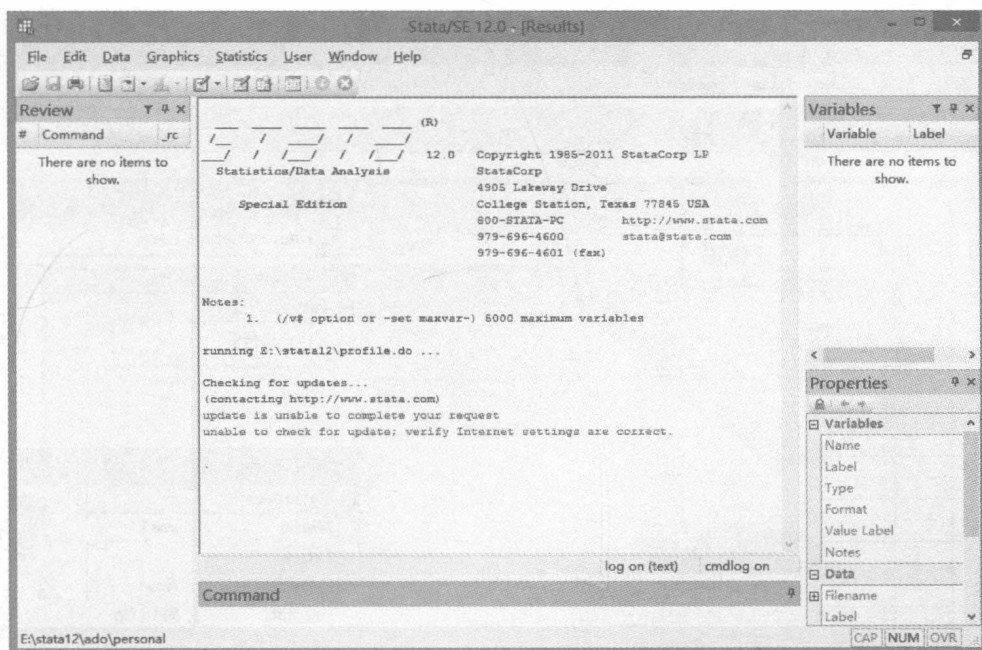 Stata/SE 12.0 - [Results]
File Edit Data Graphics Statistics User Window Help
Review
# Command _rc
There are no items to
show.
(R)
12.0 Copyright 1985-2011 StataCorp LP
Statistics/Data Analysis StataCorp
4905 Lakeway Drive
Special Edition College Station, Texas 77845 USA
800-STATA-PC http://www.stata.com
979-696-4600 stata@stata.com
979-696-4601 (fax)
Notes:
1. (/v# option or -set maxvar-) 5000 maximum variables
running E:\stata12\profile.do ...
Checking for updates...
(contacting http://www.stata.com)
update is unable to complete your request
unable to check for update; verify Internet settings are correct.
.
log on (text) cmdlog on
Command
Variables
Variable Label
There are no items to
show.
Properties
Variables
Name
Label
Type
Format
Value Label
Notes
Data
Filename
Label
E:\stata12\ado\personal
CAP NUM OVR